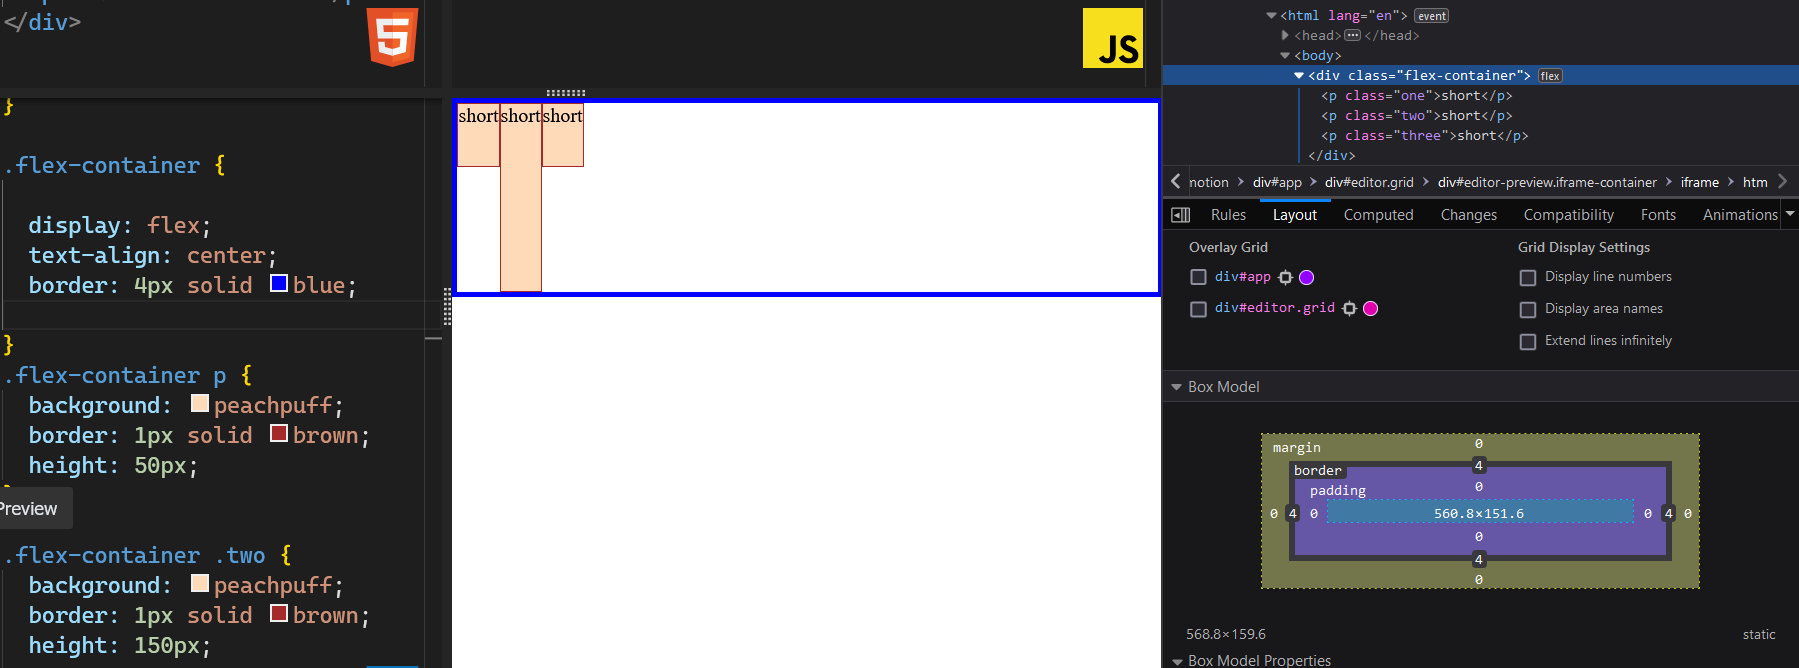 </div>
5
}
.flex-container {
display: flex;
text-align: center;
border: 4px solid blue;
}
.flex-container p {
background: peachpuff;
border: 1px solid brown;
height: 50px;
Preview
.flex-container .two {
background: peachpuff;
border: 1px solid brown;
height: 150px;
JS
short short short
<html lang="en"> event
<head> ••• </head>
<body>
<div class="flex-container"> flex
<p class="one">short</p>
<p class="two">short</p>
<p class="three">short</p>
</div>
motion > div#app > div#editor.grid > div#editor-preview.iframe-container > iframe > htm
Rules Layout Computed Changes Compatibility Fonts Animations
Overlay Grid
div#app
div#editor.grid
Grid Display Settings
Display line numbers
Display area names
Extend lines infinitely
Box Model
margin 0
border 4
padding 0
0 4 0 560.8×151.6 0 4 0
0
4
0
568.8×159.6 static
Box Model Properties